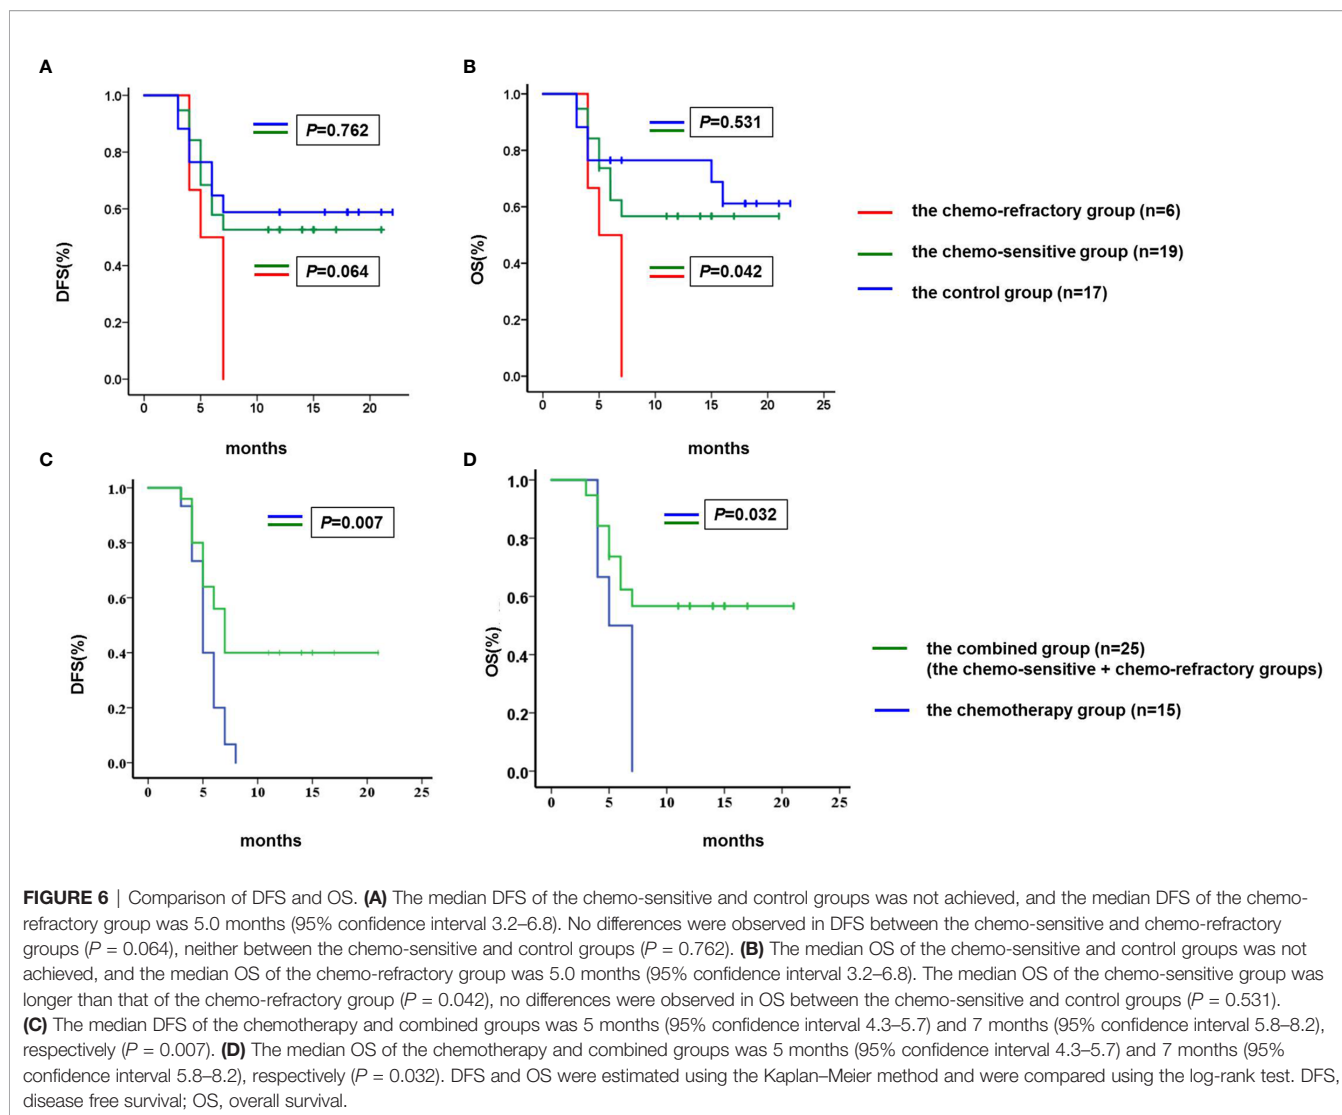 A
1.0
0.8
0.6
0.4
0.2
0.0
DFS(%)
P=0.762
P=0.064
0 5 10 15 20
months
B
1.0
0.8
0.6
0.4
0.2
0.0
OS(%)
P=0.531
P=0.042
0 5 10 15 20 25
months
the chemo-refractory group (n=6)
the chemo-sensitive group (n=19)
the control group (n=17)
C
1.0
0.8
0.6
0.4
0.2
0.0
DFS(%)
P=0.007
0 5 10 15 20 25
months
D
1.0
0.8
0.6
0.4
0.2
0.0
OS(%)
P=0.032
0 5 10 15 20 25
months
the combined group (n=25)
(the chemo-sensitive + chemo-refractory groups)
the chemotherapy group (n=15)
FIGURE 6 | Comparison of DFS and OS. (A) The median DFS of the chemo-sensitive and control groups was not achieved, and the median DFS of the chemo-
refractory group was 5.0 months (95% confidence interval 3.2–6.8). No differences were observed in DFS between the chemo-sensitive and chemo-refractory
groups (P = 0.064), neither between the chemo-sensitive and control groups (P = 0.762). (B) The median OS of the chemo-sensitive and control groups was not
achieved, and the median OS of the chemo-refractory group was 5.0 months (95% confidence interval 3.2–6.8). The median OS of the chemo-sensitive group was
longer than that of the chemo-refractory group (P = 0.042), no differences were observed in OS between the chemo-sensitive and control groups (P = 0.531).
(C) The median DFS of the chemotherapy and combined groups was 5 months (95% confidence interval 4.3–5.7) and 7 months (95% confidence interval 5.8–8.2),
respectively (P = 0.007). (D) The median OS of the chemotherapy and combined groups was 5 months (95% confidence interval 4.3–5.7) and 7 months (95%
confidence interval 5.8–8.2), respectively (P = 0.032). DFS and OS were estimated using the Kaplan–Meier method and were compared using the log-rank test. DFS,
disease free survival; OS, overall survival.